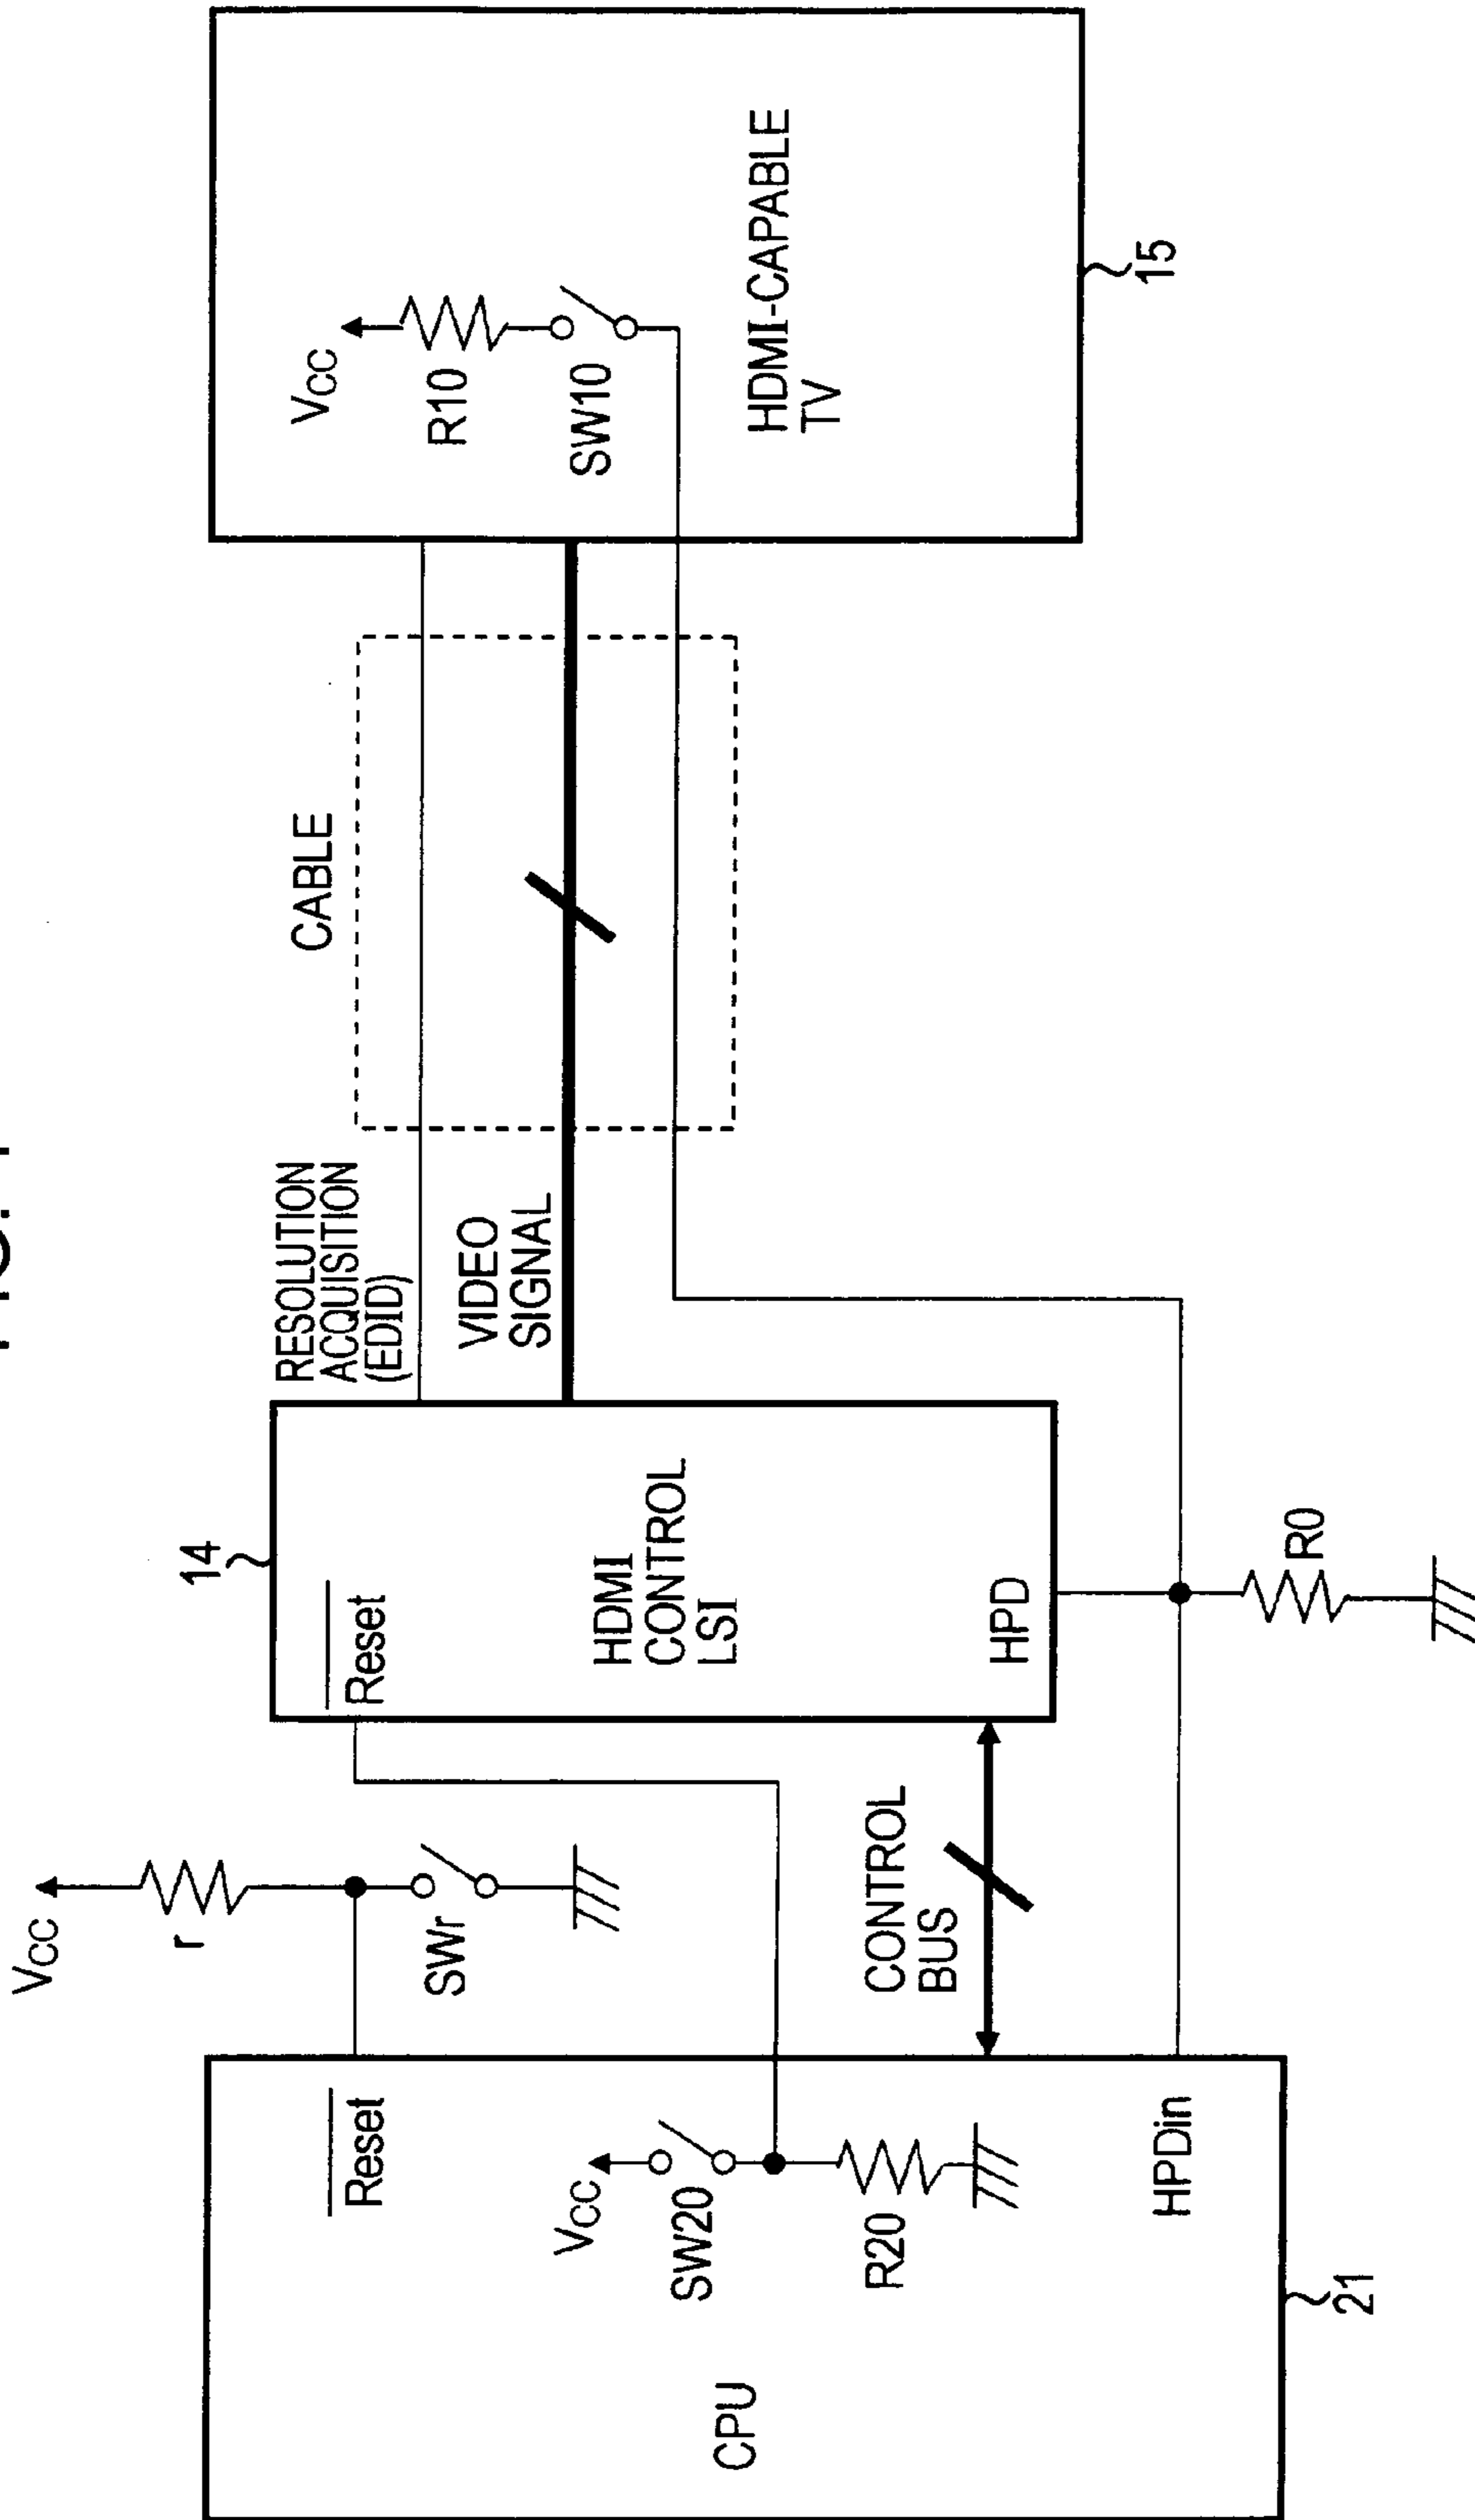 CPU
21
Reset
VCC
SW20
R20
HPDin
VCC
r
SWr
CONTROL
BUS
14
Reset
HDMI
CONTROL
LSI
HPD
R0
RESOLUTION
ACQUISITION
(EDID)
VIDEO
SIGNAL
CABLE
VCC
R10
SW10
HDMI-CAPABLE
TV
15